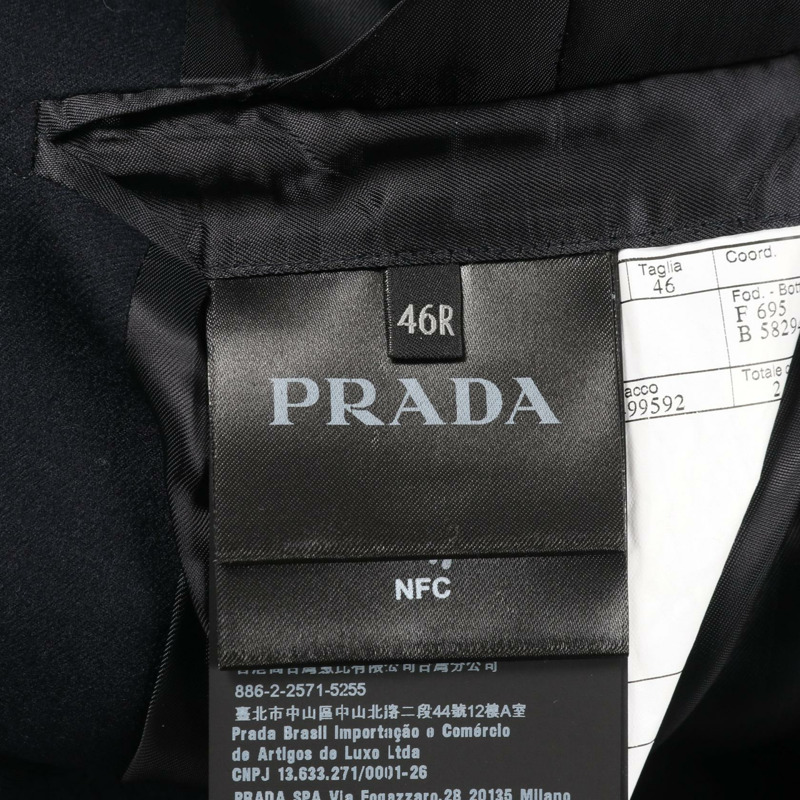 46R
PRADA
NFC
886-2-2571-5255
臺北市中山區中山北路二段44號12樓A室
Prada Brasil Importação e Comércio
de Artigos de Luxo Ltda
CNPJ 13.633.271/0001-26
PRADA SPA Via Fogazzaro,28 20135 Milano
Taglia
46
Coord.
Fod. - Bott
F 695
B 5829
acco
99592
Totale
2